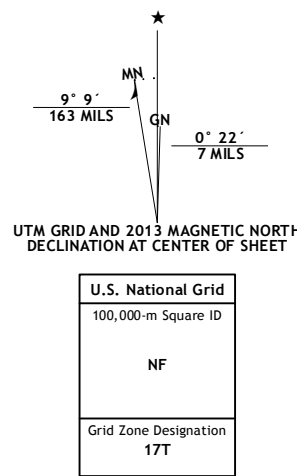 ★
MN
GN
9° 9´
163 MILS
0° 22´
7 MILS
UTM GRID AND 2013 MAGNETIC NORTH
DECLINATION AT CENTER OF SHEET
U.S. National Grid
100,000-m Square ID
NF
Grid Zone Designation
17T